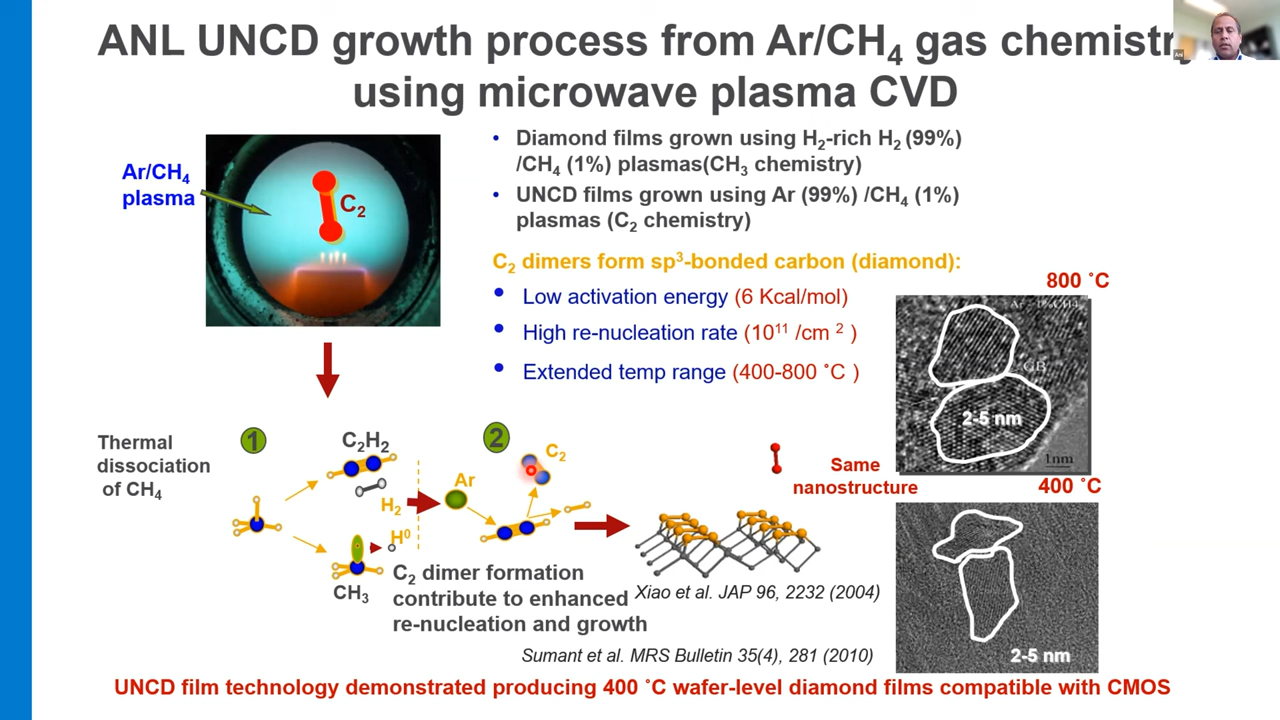 ANL UNCD growth process from Ar/CH₄ gas chemistr
using microwave plasma CVD
Ar/CH₄
plasma
C₂
• Diamond films grown using H₂-rich H₂ (99%)
/CH₄ (1%) plasmas(CH₃ chemistry)
• UNCD films grown using Ar (99%) /CH₄ (1%)
plasmas (C₂ chemistry)
C₂ dimers form sp³-bonded carbon (diamond):
• Low activation energy (6 Kcal/mol)
• High re-nucleation rate (10¹¹ /cm ² )
• Extended temp range (400-800 ˚C )
800 ˚C
GB
2-5 nm
1nm
Thermal
dissociation
of CH₄
1
C₂H₂
H₂
H⁰
CH₃
2
Ar
C₂
C₂ dimer formation
contribute to enhanced
re-nucleation and growth
Same
nanostructure
400 ˚C
2-5 nm
Xiao et al. JAP 96, 2232 (2004)
Sumant et al. MRS Bulletin 35(4), 281 (2010)
UNCD film technology demonstrated producing 400 ˚C wafer-level diamond films compatible with CMOS